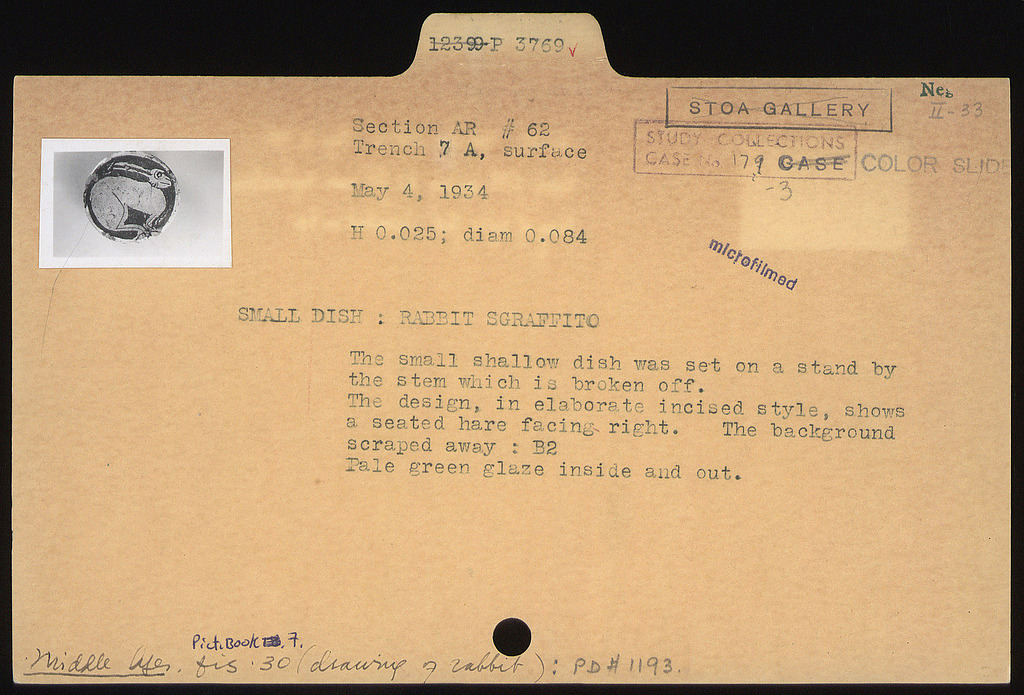 12399 P 3769 ✓
Neg
II-33
STOA GALLERY
STUDY COLLECTIONS
CASE No. 179 CASE COLOR SLIDE
-3
Section AR # 62
Trench 7 A, surface
May 4, 1934
H 0.025; diam 0.084
microfilmed
SMALL DISH : RABBIT SGRAFFITO
The small shallow dish was set on a stand by
the stem which is broken off.
The design, in elaborate incised style, shows
a seated hare facing right. The background
scraped away : B2
Pale green glaze inside and out.
Pict. Book 7.
Middle Ages. fig. 30 (drawing of rabbit): PD # 1193.